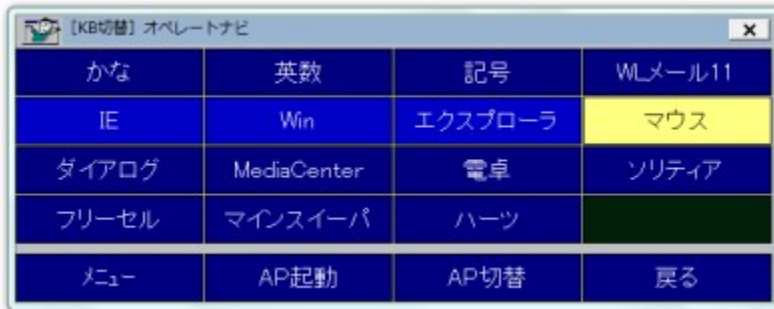 [KB切替] オペレートナビ
かな 英数 記号 WLメール11
IE Win エクスプローラ マウス
ダイアログ MediaCenter 電卓 ソリティア
フリーセル マインスイーパ ハーツ
メニュー AP起動 AP切替 戻る